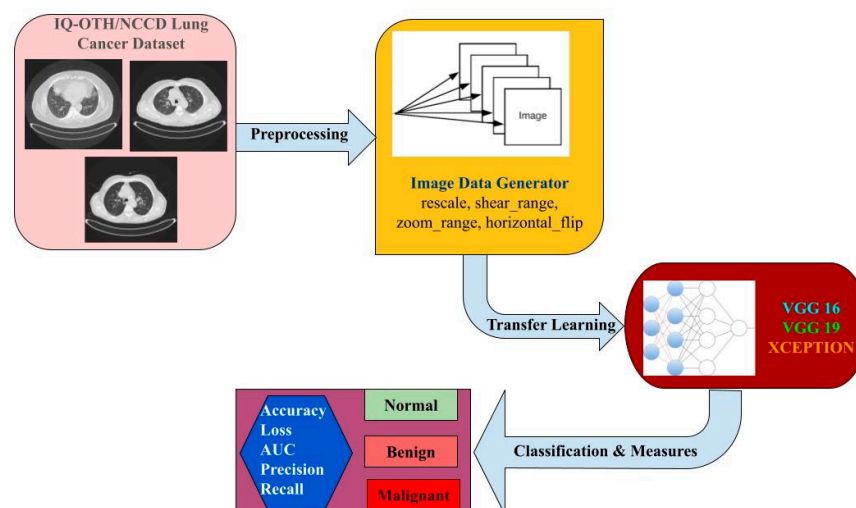 IQ-OTH/NCCD Lung
Cancer Dataset
Preprocessing
Image
Image Data Generator
rescale, shear_range,
zoom_range, horizontal_flip
Transfer Learning
VGG 16
VGG 19
XCEPTION
Classification & Measures
Normal
Benign
Malignant
Accuracy
Loss
AUC
Precision
Recall